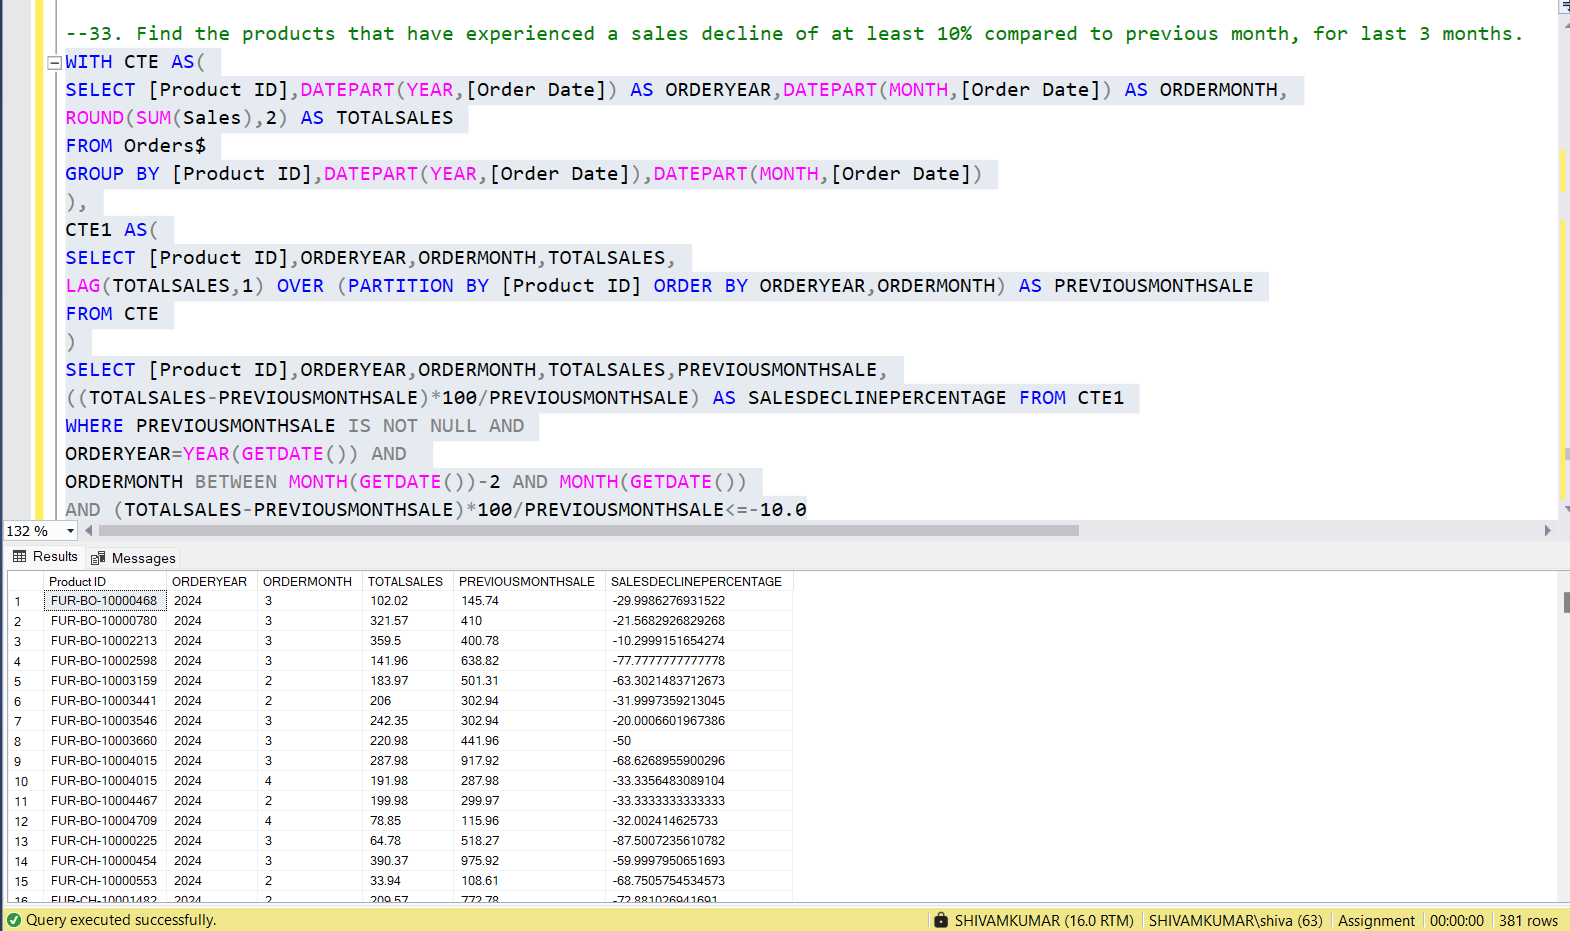 --33. Find the products that have experienced a sales decline of at least 10% compared to previous month, for last 3 months.
WITH CTE AS(
SELECT [Product ID],DATEPART(YEAR,[Order Date]) AS ORDERYEAR,DATEPART(MONTH,[Order Date]) AS ORDERMONTH,
ROUND(SUM(Sales),2) AS TOTALSALES
FROM Orders$
GROUP BY [Product ID],DATEPART(YEAR,[Order Date]),DATEPART(MONTH,[Order Date])
),
CTE1 AS(
SELECT [Product ID],ORDERYEAR,ORDERMONTH,TOTALSALES,
LAG(TOTALSALES,1) OVER (PARTITION BY [Product ID] ORDER BY ORDERYEAR,ORDERMONTH) AS PREVIOUSMONTHSALE
FROM CTE
)
SELECT [Product ID],ORDERYEAR,ORDERMONTH,TOTALSALES,PREVIOUSMONTHSALE,
((TOTALSALES-PREVIOUSMONTHSALE)*100/PREVIOUSMONTHSALE) AS SALESDECLINEPERCENTAGE FROM CTE1
WHERE PREVIOUSMONTHSALE IS NOT NULL AND
ORDERYEAR=YEAR(GETDATE()) AND
ORDERMONTH BETWEEN MONTH(GETDATE())-2 AND MONTH(GETDATE())
AND (TOTALSALES-PREVIOUSMONTHSALE)*100/PREVIOUSMONTHSALE<=-10.0
132 %
Results Messages
Product ID ORDERYEAR ORDERMONTH TOTALSALES PREVIOUSMONTHSALE SALESDECLINEPERCENTAGE
1 FUR-BO-10000468 2024 3 102.02 145.74 -29.9986276931522
2 FUR-BO-10000780 2024 3 321.57 410 -21.5682926829268
3 FUR-BO-10002213 2024 3 359.5 400.78 -10.2999151654274
4 FUR-BO-10002598 2024 3 141.96 638.82 -77.7777777777778
5 FUR-BO-10003159 2024 2 183.97 501.31 -63.3021483712673
6 FUR-BO-10003441 2024 2 206 302.94 -31.9997359213045
7 FUR-BO-10003546 2024 3 242.35 302.94 -20.0006601967386
8 FUR-BO-10003660 2024 3 220.98 441.96 -50
9 FUR-BO-10004015 2024 3 287.98 917.92 -68.6268955900296
10 FUR-BO-10004015 2024 4 191.98 287.98 -33.3356483089104
11 FUR-BO-10004467 2024 2 199.98 299.97 -33.3333333333333
12 FUR-BO-10004709 2024 4 78.85 115.96 -32.002414625733
13 FUR-CH-10000225 2024 3 64.78 518.27 -87.5007235610782
14 FUR-CH-10000454 2024 3 390.37 975.92 -59.9997950651693
15 FUR-CH-10000553 2024 2 33.94 108.61 -68.7505754534573
16 FUR-CH-10001482 2024 2 209.57 772.78 -72.881026941691
Query executed successfully. SHIVAMKUMAR (16.0 RTM) SHIVAMKUMAR\shiva (63) Assignment 00:00:00 381 rows